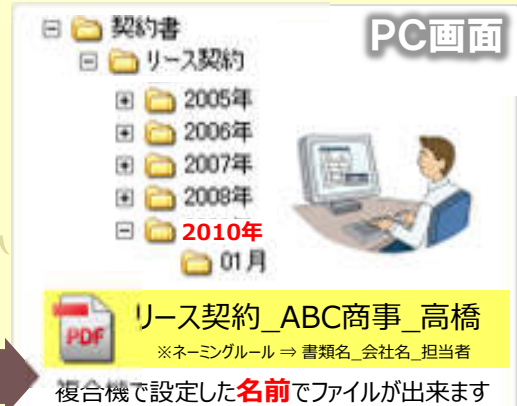 PC画面
契約書
リース契約
2005年
2006年
2007年
2008年
2010年
01月
PDF
リース契約_ABC商事_高橋
※ネーミングルール ⇒ 書類名_会社名_担当者
複合機で設定した名前でファイルが出来ます